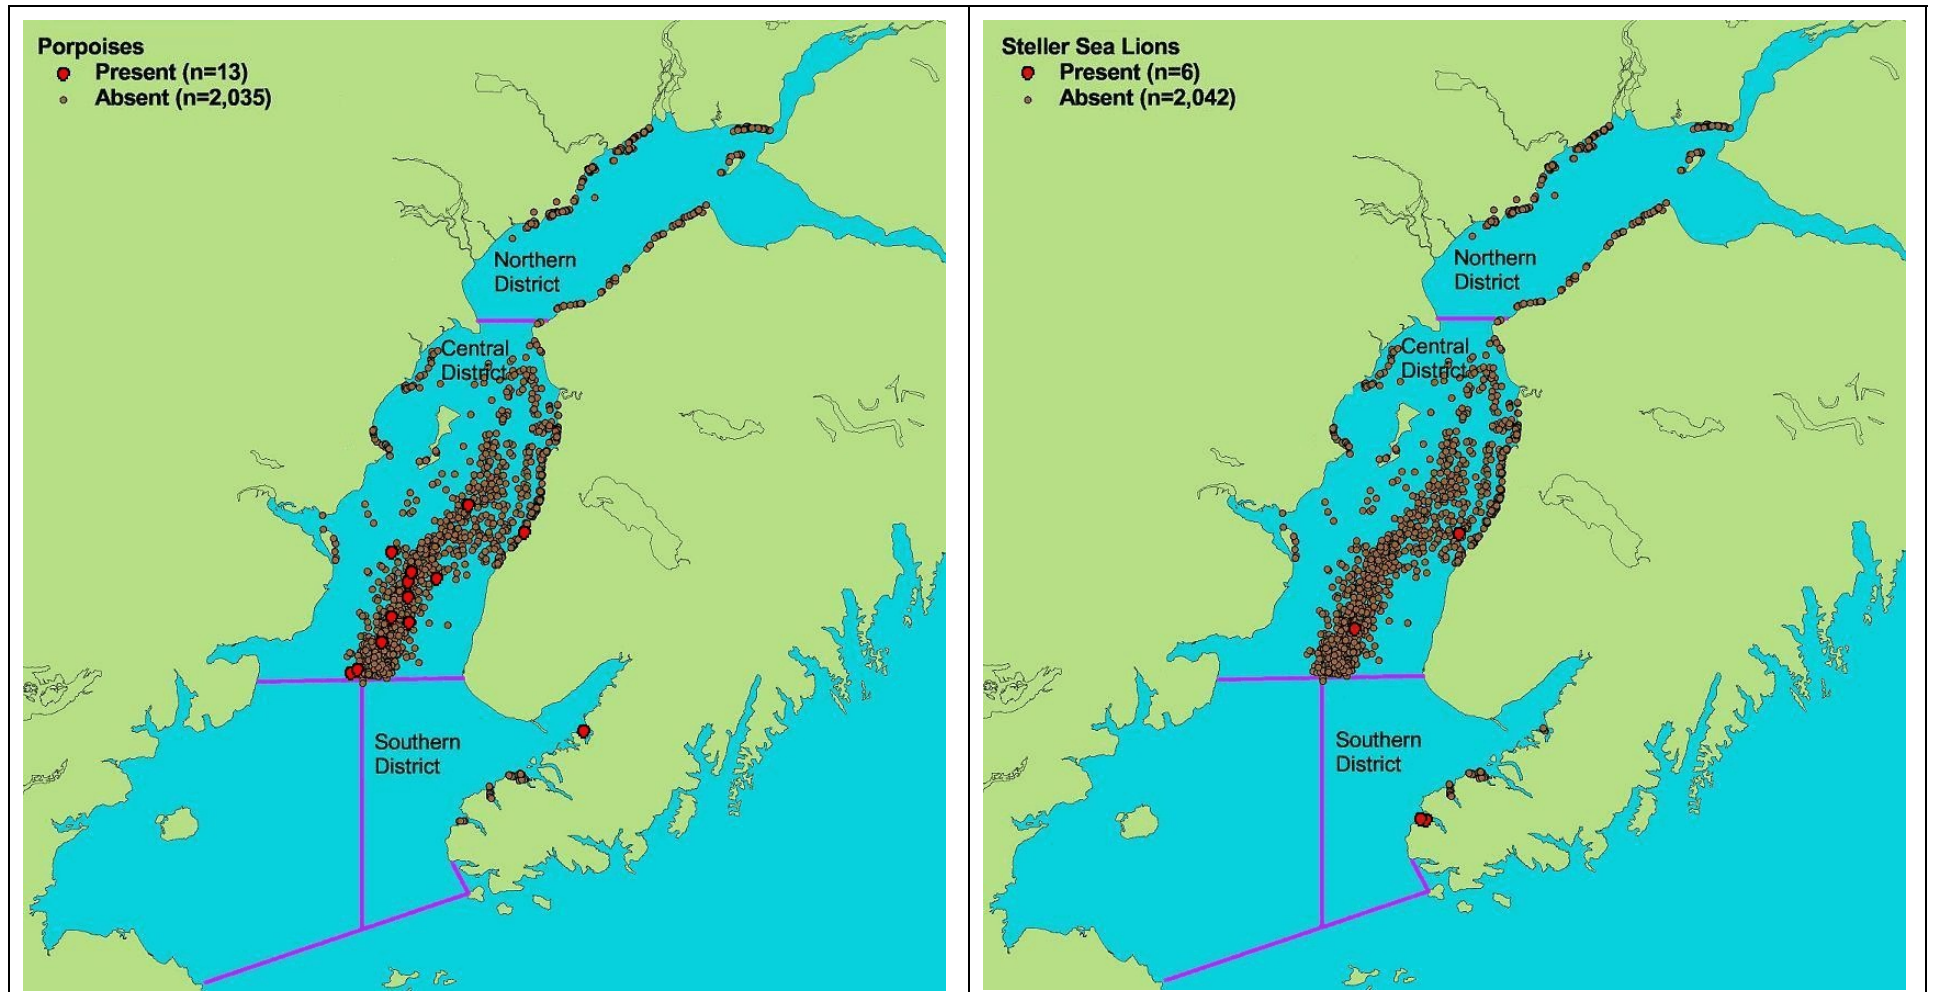 Porpoises
Present (n=13)
Absent (n=2,035)
Northern
District
Central
District
Southern
District
Steller Sea Lions
Present (n=6)
Absent (n=2,042)
Northern
District
Central
District
Southern
District